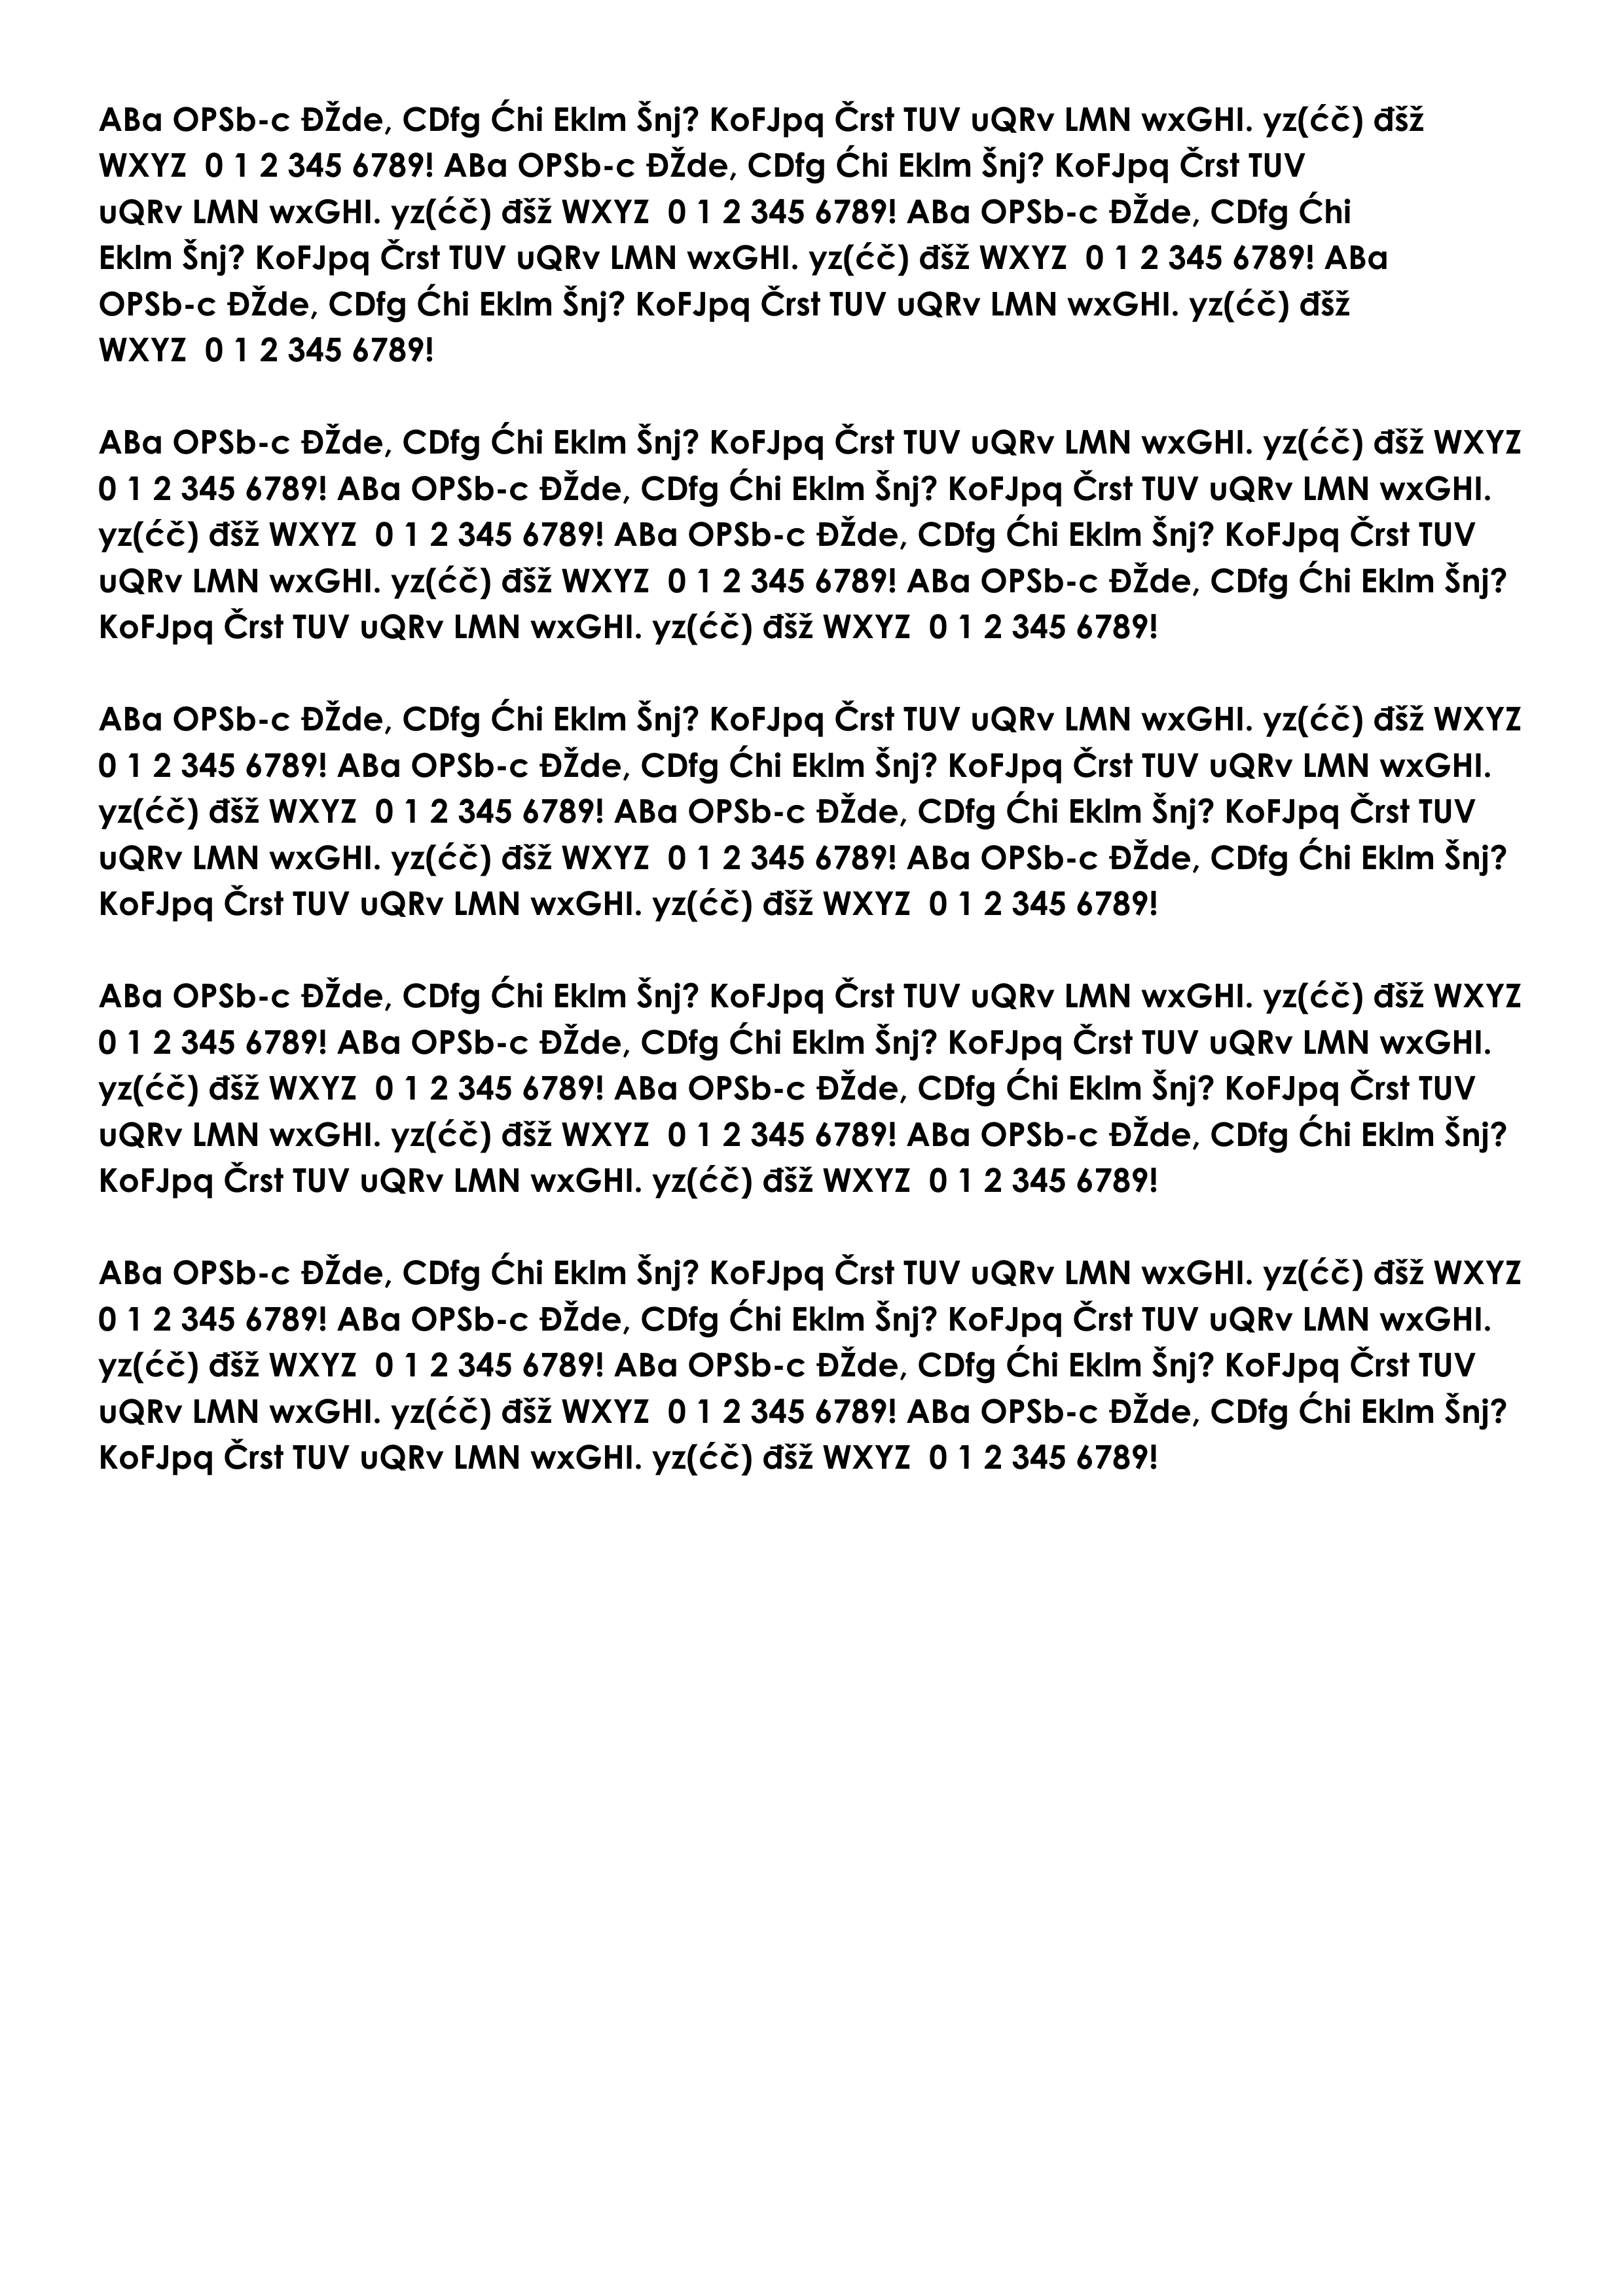 ABa OPSb-c ĐŽde, CDfg Ćhi Eklm Šnj? KoFJpq Črst TUV uQRv LMN wxGHI. yz(ćč) đšž
WXYZ  0 1 2 345 6789! ABa OPSb-c ĐŽde, CDfg Ćhi Eklm Šnj? KoFJpq Črst TUV
uQRv LMN wxGHI. yz(ćč) đšž WXYZ  0 1 2 345 6789! ABa OPSb-c ĐŽde, CDfg Ćhi
Eklm Šnj? KoFJpq Črst TUV uQRv LMN wxGHI. yz(ćč) đšž WXYZ  0 1 2 345 6789! ABa
OPSb-c ĐŽde, CDfg Ćhi Eklm Šnj? KoFJpq Črst TUV uQRv LMN wxGHI. yz(ćč) đšž
WXYZ  0 1 2 345 6789!

ABa OPSb-c ĐŽde, CDfg Ćhi Eklm Šnj? KoFJpq Črst TUV uQRv LMN wxGHI. yz(ćč) đšž WXYZ
0 1 2 345 6789! ABa OPSb-c ĐŽde, CDfg Ćhi Eklm Šnj? KoFJpq Črst TUV uQRv LMN wxGHI.
yz(ćč) đšž WXYZ  0 1 2 345 6789! ABa OPSb-c ĐŽde, CDfg Ćhi Eklm Šnj? KoFJpq Črst TUV
uQRv LMN wxGHI. yz(ćč) đšž WXYZ  0 1 2 345 6789! ABa OPSb-c ĐŽde, CDfg Ćhi Eklm Šnj?
KoFJpq Črst TUV uQRv LMN wxGHI. yz(ćč) đšž WXYZ  0 1 2 345 6789!

ABa OPSb-c ĐŽde, CDfg Ćhi Eklm Šnj? KoFJpq Črst TUV uQRv LMN wxGHI. yz(ćč) đšž WXYZ
0 1 2 345 6789! ABa OPSb-c ĐŽde, CDfg Ćhi Eklm Šnj? KoFJpq Črst TUV uQRv LMN wxGHI.
yz(ćč) đšž WXYZ  0 1 2 345 6789! ABa OPSb-c ĐŽde, CDfg Ćhi Eklm Šnj? KoFJpq Črst TUV
uQRv LMN wxGHI. yz(ćč) đšž WXYZ  0 1 2 345 6789! ABa OPSb-c ĐŽde, CDfg Ćhi Eklm Šnj?
KoFJpq Črst TUV uQRv LMN wxGHI. yz(ćč) đšž WXYZ  0 1 2 345 6789!

ABa OPSb-c ĐŽde, CDfg Ćhi Eklm Šnj? KoFJpq Črst TUV uQRv LMN wxGHI. yz(ćč) đšž WXYZ
0 1 2 345 6789! ABa OPSb-c ĐŽde, CDfg Ćhi Eklm Šnj? KoFJpq Črst TUV uQRv LMN wxGHI.
yz(ćč) đšž WXYZ  0 1 2 345 6789! ABa OPSb-c ĐŽde, CDfg Ćhi Eklm Šnj? KoFJpq Črst TUV
uQRv LMN wxGHI. yz(ćč) đšž WXYZ  0 1 2 345 6789! ABa OPSb-c ĐŽde, CDfg Ćhi Eklm Šnj?
KoFJpq Črst TUV uQRv LMN wxGHI. yz(ćč) đšž WXYZ  0 1 2 345 6789!

ABa OPSb-c ĐŽde, CDfg Ćhi Eklm Šnj? KoFJpq Črst TUV uQRv LMN wxGHI. yz(ćč) đšž WXYZ
0 1 2 345 6789! ABa OPSb-c ĐŽde, CDfg Ćhi Eklm Šnj? KoFJpq Črst TUV uQRv LMN wxGHI.
yz(ćč) đšž WXYZ  0 1 2 345 6789! ABa OPSb-c ĐŽde, CDfg Ćhi Eklm Šnj? KoFJpq Črst TUV
uQRv LMN wxGHI. yz(ćč) đšž WXYZ  0 1 2 345 6789! ABa OPSb-c ĐŽde, CDfg Ćhi Eklm Šnj?
KoFJpq Črst TUV uQRv LMN wxGHI. yz(ćč) đšž WXYZ  0 1 2 345 6789!